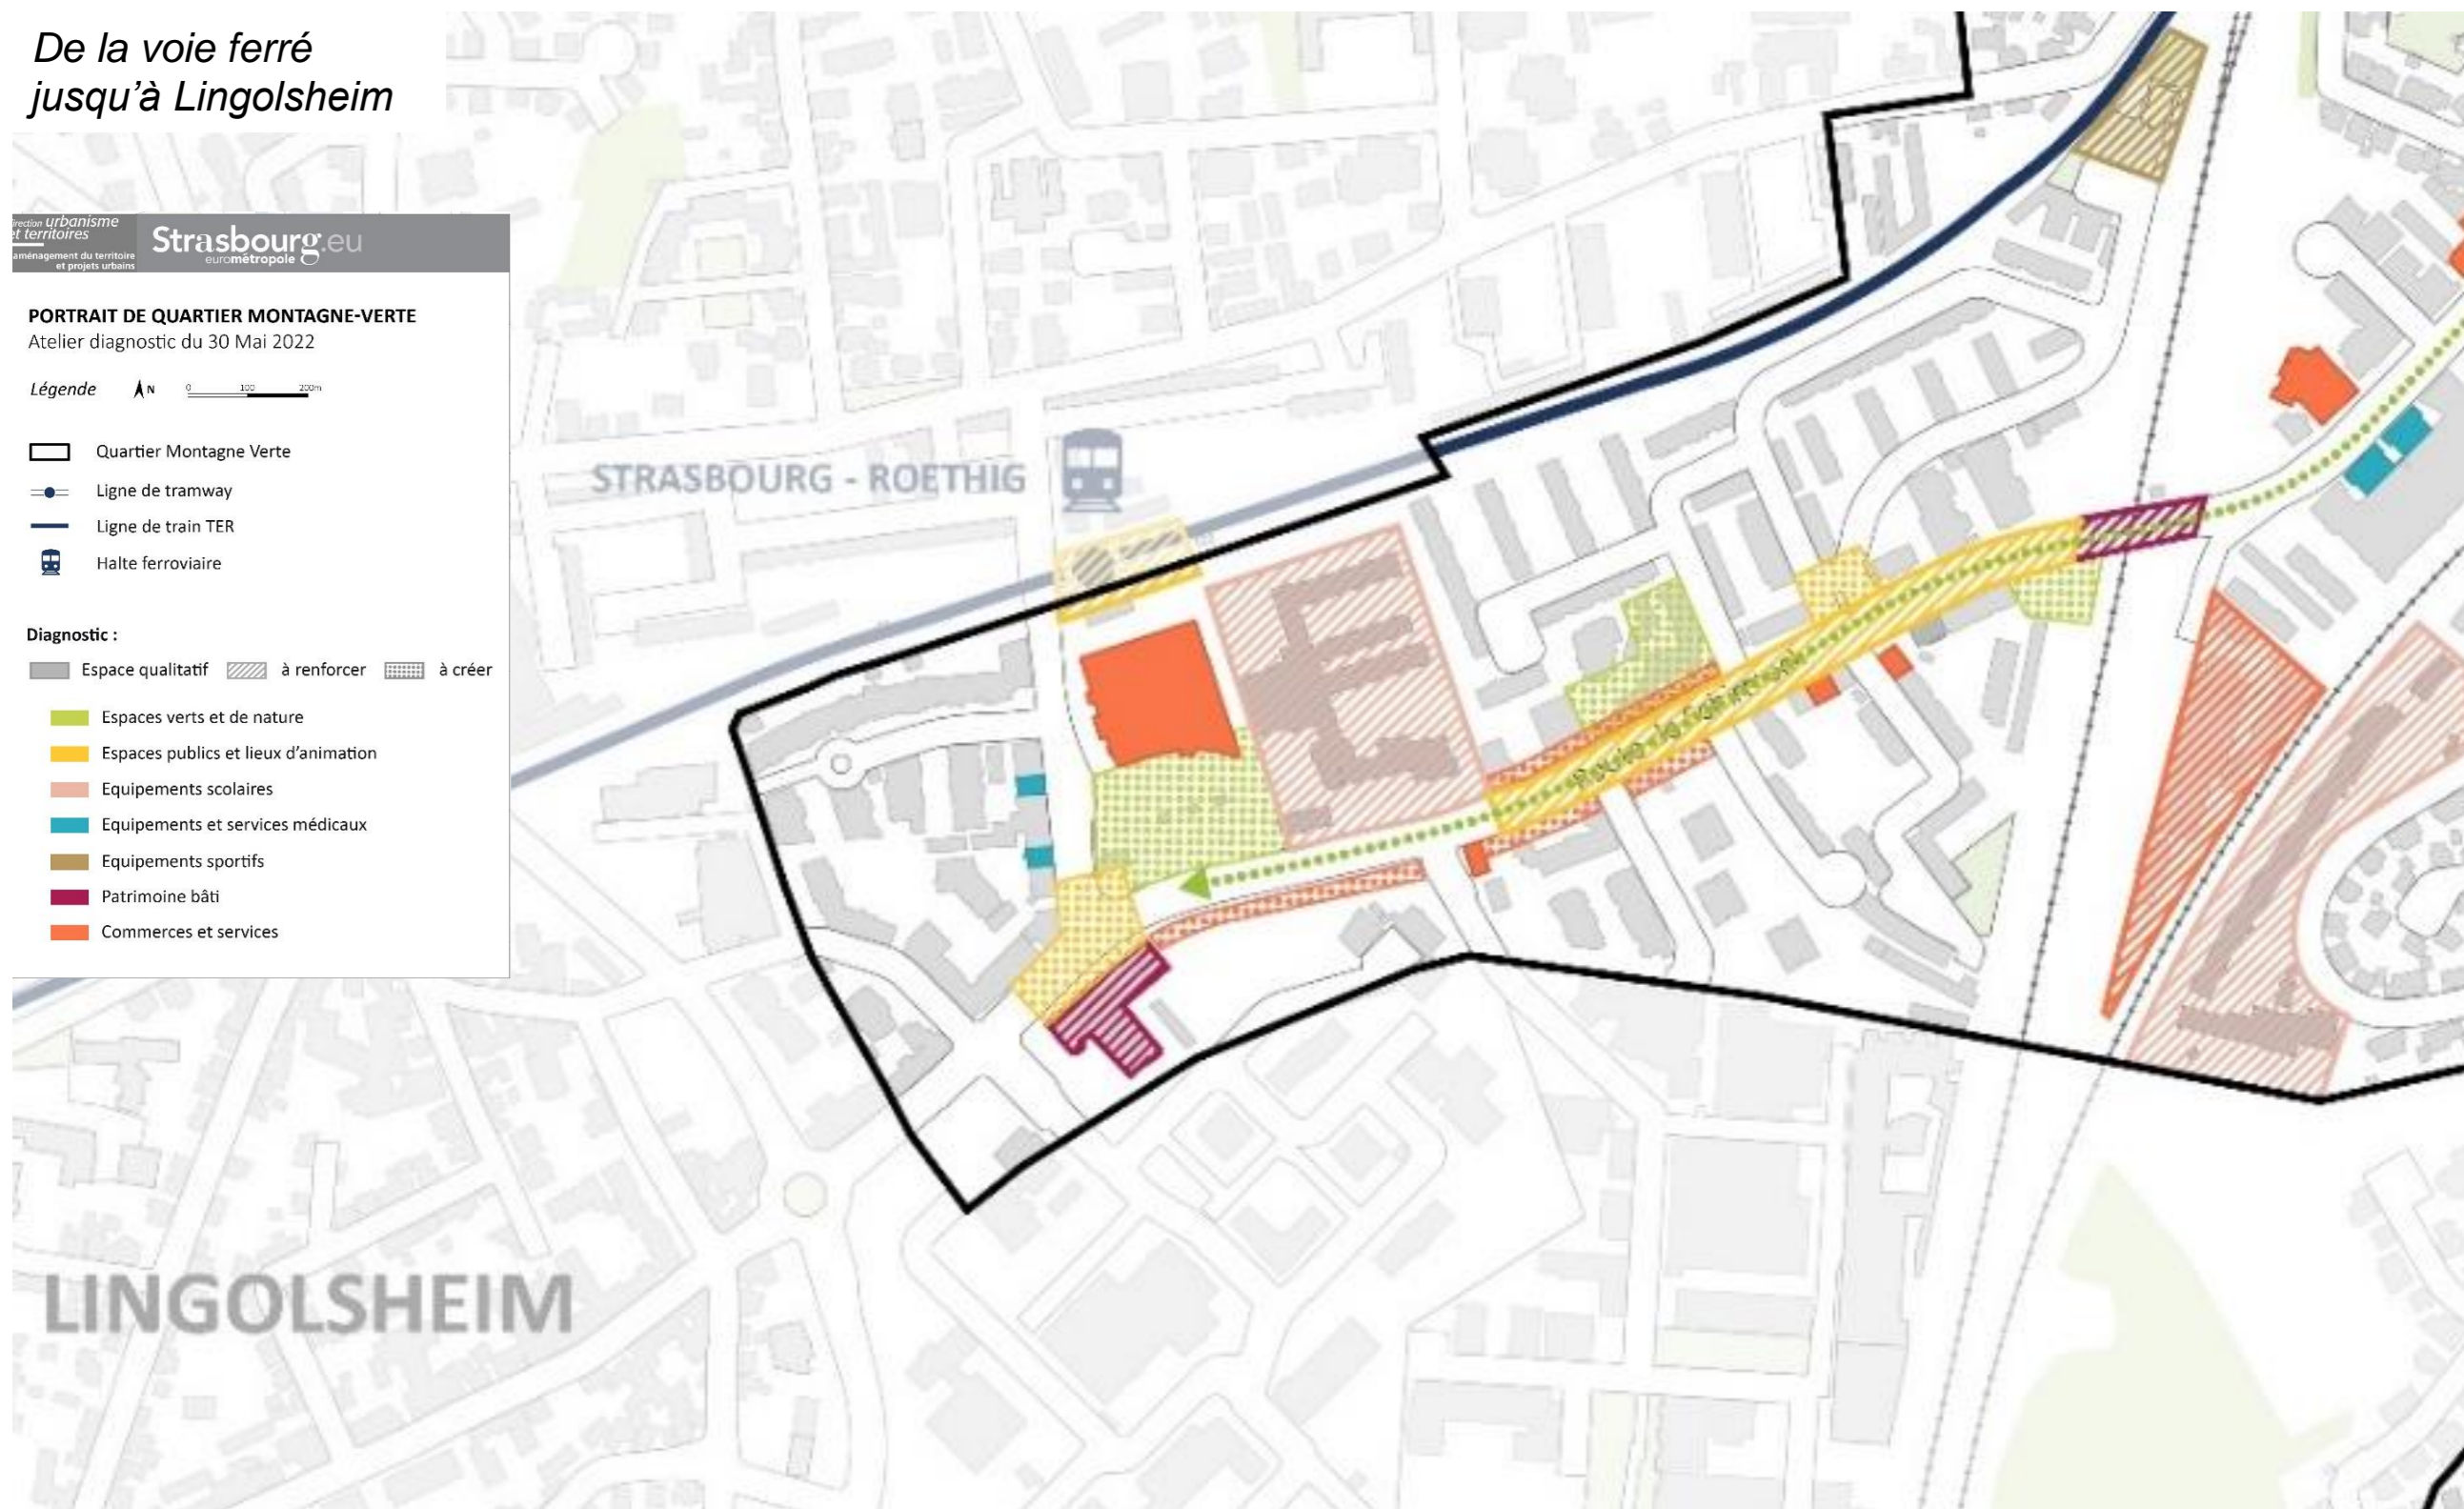 De la voie ferré
jusqu'à Lingolsheim
urbanisme
et territoires
aménagement du territoire
et projets urbains
Strasbourg.eu
eurométropole
PORTRAIT DE QUARTIER MONTAGNE-VERTE
Atelier diagnostic du 30 Mai 2022
Légende
N
0 100 200m
Quartier Montagne Verte
Ligne de tramway
Ligne de train TER
Halte ferroviaire
Diagnostic :
Espace qualitatif
à renforcer
à créer
Espaces verts et de nature
Espaces publics et lieux d'animation
Equipements scolaires
Equipements et services médicaux
Equipements sportifs
Patrimoine bâti
Commerces et services
STRASBOURG - ROETHIG
LINGOLSHEIM